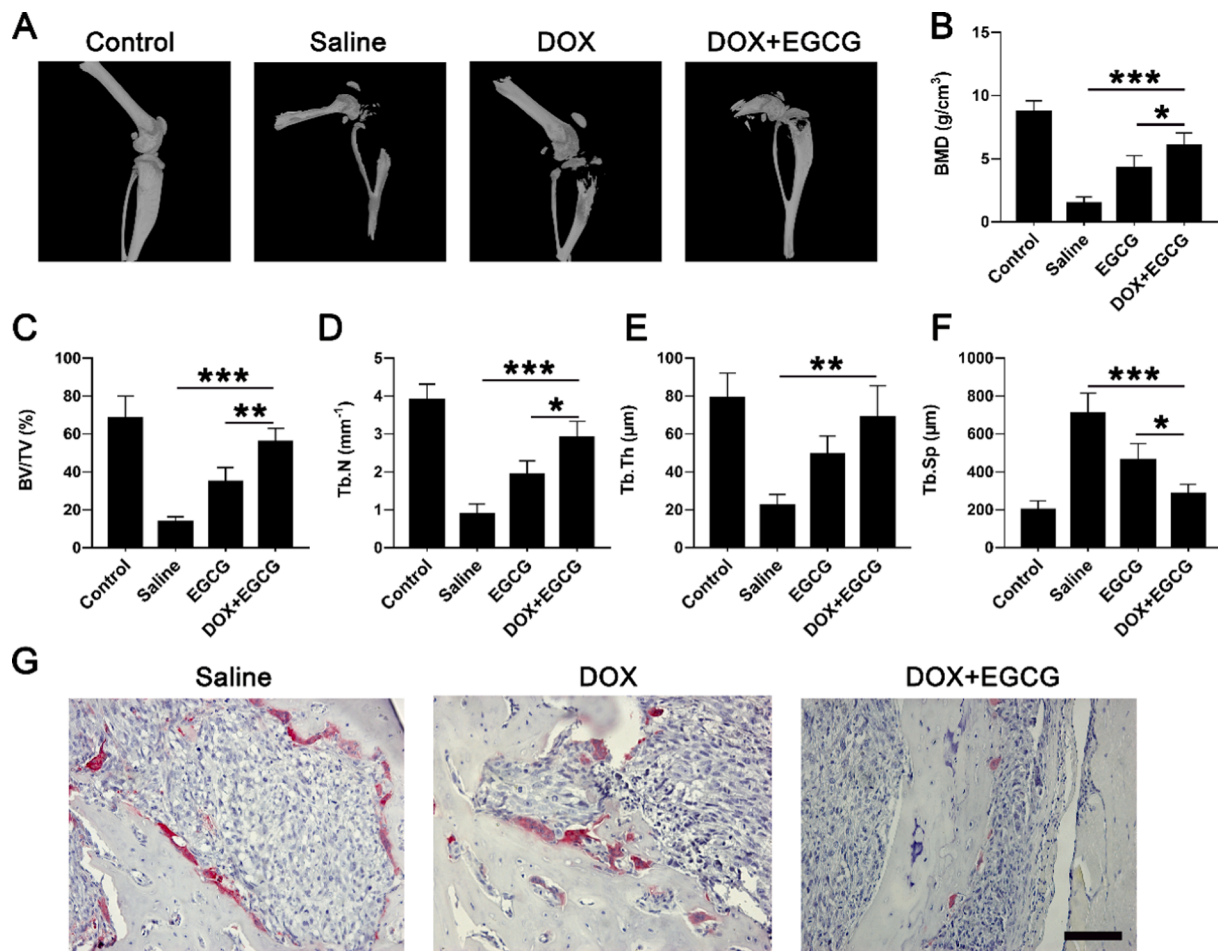 A
Control
Saline
DOX
DOX+EGCG
B
BMD (g/cm³)
15
10
5
0
***
*
Control
Saline
EGCG
DOX+EGCG
C
BV/TV (%)
100
80
60
40
20
0
***
**
Control
Saline
EGCG
DOX+EGCG
D
Tb.N (mm⁻¹)
5
4
3
2
1
0
***
*
Control
Saline
EGCG
DOX+EGCG
E
Tb.Th (μm)
100
80
60
40
20
0
**
Control
Saline
EGCG
DOX+EGCG
F
Tb.Sp (μm)
1000
800
600
400
200
0
***
*
Control
Saline
EGCG
DOX+EGCG
G
Saline
DOX
DOX+EGCG